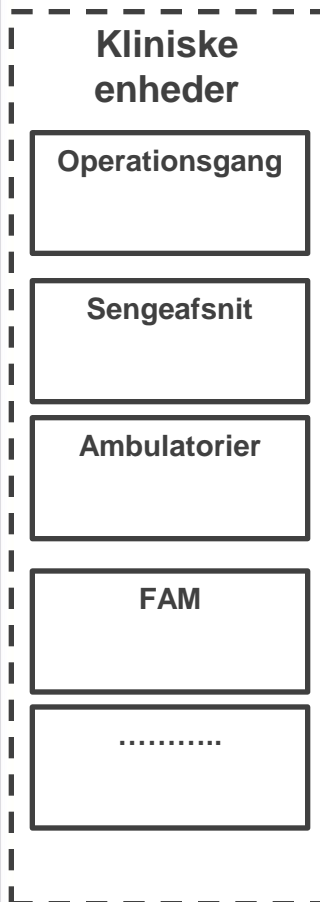 Kliniske
enheder
Operationsgang
Sengeafsnit
Ambulatorier
FAM
………..